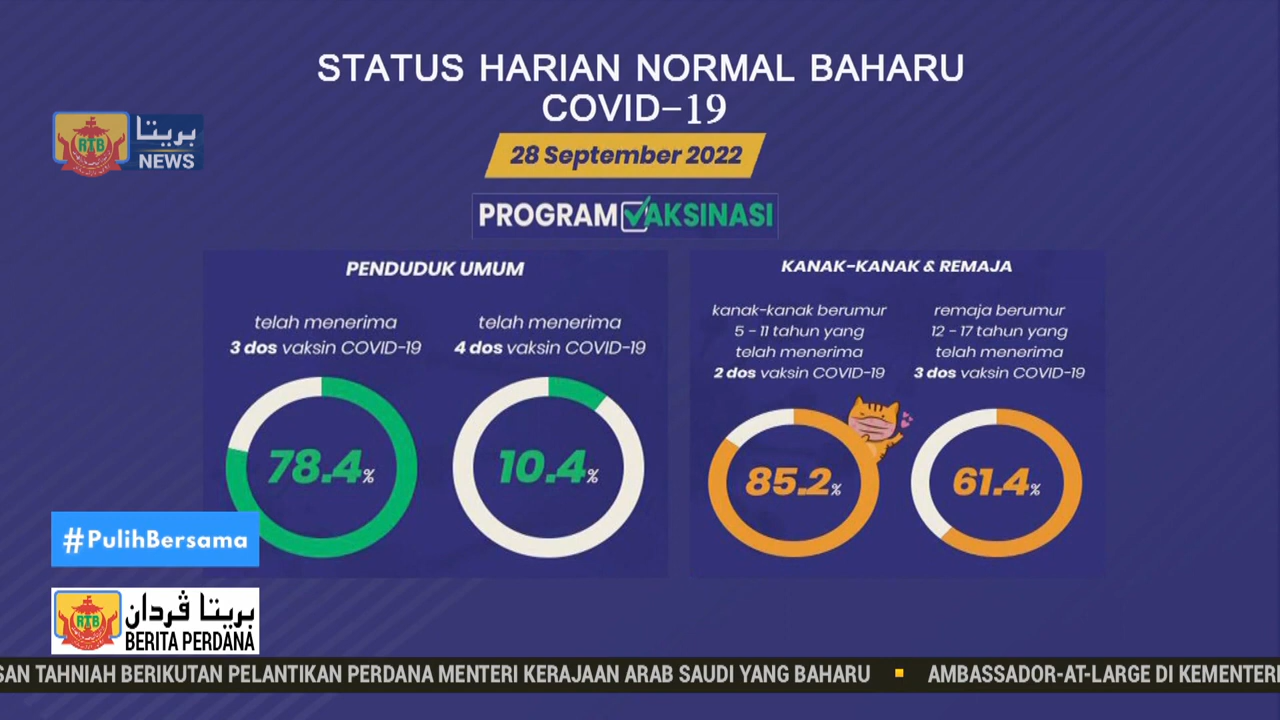 STATUS HARIAN NORMAL BAHARU
COVID-19
بريتا
RTB
NEWS
28 September 2022
PROGRAM VAKSINASI
PENDUDUK UMUM
telah menerima
3 dos vaksin COVID-19
78.4%
telah menerima
4 dos vaksin COVID-19
10.4%
KANAK-KANAK & REMAJA
kanak-kanak berumur
5 - 11 tahun yang
telah menerima
2 dos vaksin COVID-19
85.2%
remaja berumur
12 - 17 tahun yang
telah menerima
3 dos vaksin COVID-19
61.4%
#PulihBersama
RTB
بريتا ڤردان
BERITA PERDANA
SAN TAHNIAH BERIKUTAN PELANTIKAN PERDANA MENTERI KERAJAAN ARAB SAUDI YANG BAHARU ▪ AMBASSADOR-AT-LARGE DI KEMENTERI